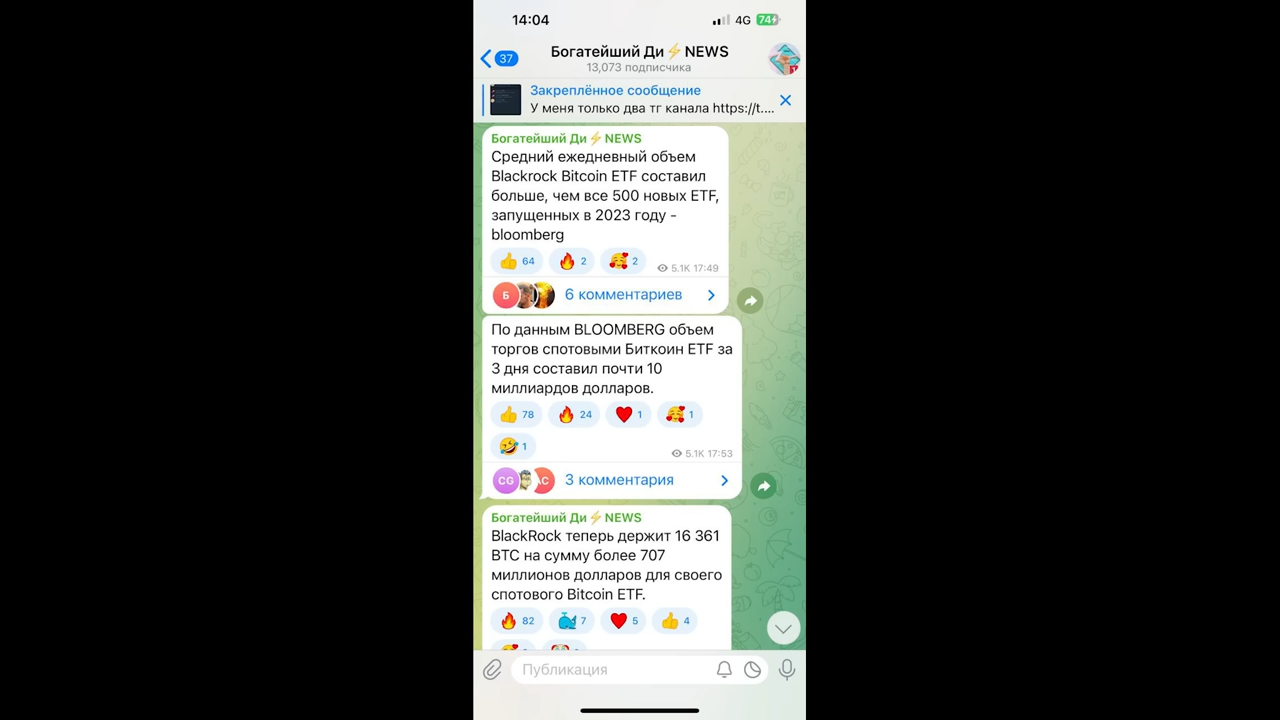 14:04
4G 74
37
Богатейший Ди⚡NEWS
13,073 подписчика
Закреплённое сообщение
У меня только два тг канала https://t....
Богатейший Ди⚡NEWS
Средний ежедневный объем
Blackrock Bitcoin ETF составил
больше, чем все 500 новых ETF,
запущенных в 2023 году -
bloomberg
👍 64 🔥 2 🥰 2
5.1K 17:49
Б
6 комментариев
По данным BLOOMBERG объем
торгов спотовыми Биткоин ETF за
3 дня составил почти 10
миллиардов долларов.
👍 78 🔥 24 ❤️ 1 🥰 1
🤣 1
5.1K 17:53
CG
AC
3 комментария
Богатейший Ди⚡NEWS
BlackRock теперь держит 16 361
BTC на сумму более 707
миллионов долларов для своего
спотового Bitcoin ETF.
🔥 82 🐳 7 ❤️ 5 👍 4
Публикация